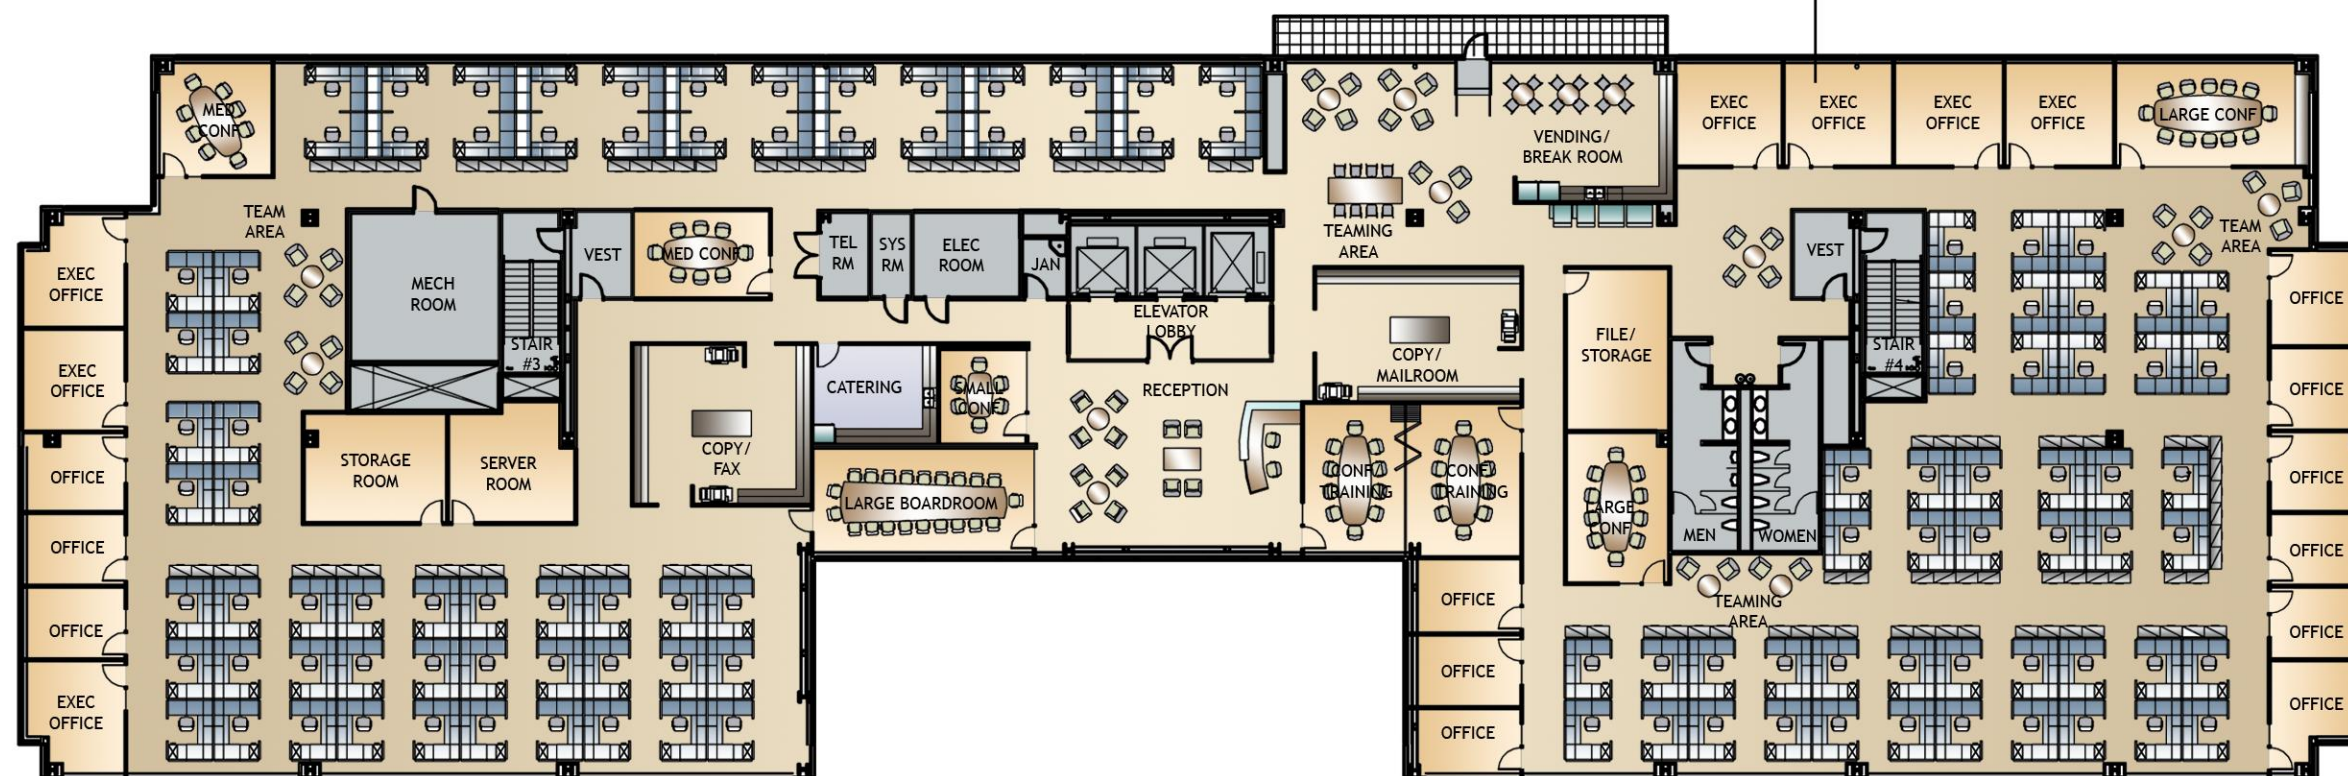 MED
CONF
EXEC
OFFICE
EXEC
OFFICE
EXEC
OFFICE
EXEC
OFFICE
LARGE CONF
VENDING/
BREAK ROOM
TEAM
AREA
TEAMING
AREA
TEAM
AREA
EXEC
OFFICE
MECH
ROOM
VEST
MED CONF
TEL
RM
SYS
RM
ELEC
ROOM
JAN
VEST
OFFICE
ELEVATOR
LOBBY
STAIR
#3
COPY/
MAILROOM
FILE/
STORAGE
STAIR
#4
EXEC
OFFICE
CATERING
SMALL
CONF
RECEPTION
OFFICE
COPY/
FAX
STORAGE
ROOM
SERVER
ROOM
OFFICE
LARGE BOARDROOM
CONF/
TRAINING
CONF/
TRAINING
LARGE
CONF
MEN
WOMEN
OFFICE
OFFICE
OFFICE
OFFICE
TEAMING
AREA
OFFICE
OFFICE
OFFICE
OFFICE
EXEC
OFFICE
OFFICE
OFFICE